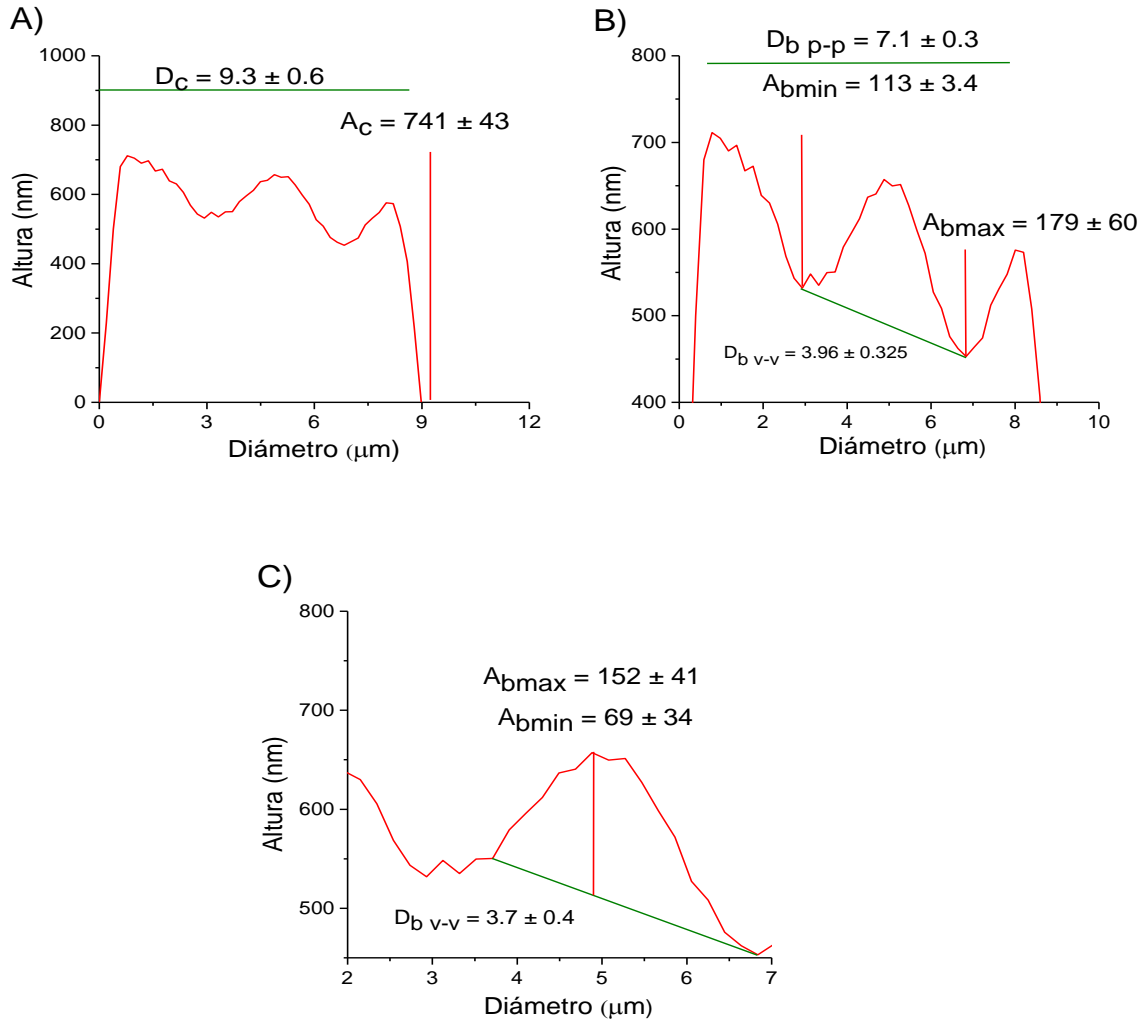 A)
D_c = 9.3 ± 0.6
A_c = 741 ± 43
1000
800
600
400
200
0
Altura (nm)
0 3 6 9 12
Diámetro (μm)
B)
D_b p-p = 7.1 ± 0.3
A_bmin = 113 ± 3.4
A_bmax = 179 ± 60
D_b v-v = 3.96 ± 0.325
800
700
600
500
400
Altura (nm)
0 2 4 6 8 10
Diámetro (μm)
C)
A_bmax = 152 ± 41
A_bmin = 69 ± 34
D_b v-v = 3.7 ± 0.4
800
700
600
500
Altura (nm)
2 3 4 5 6 7
Diámetro (μm)